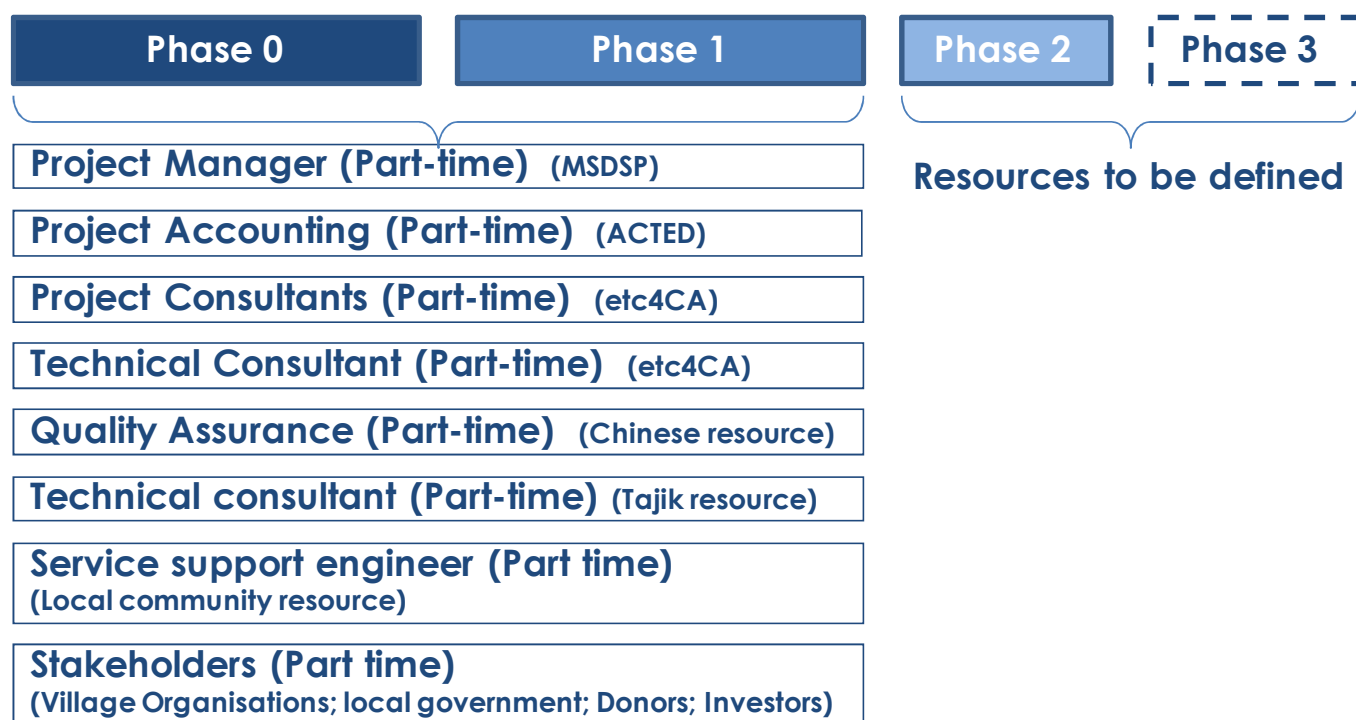 Phase 0
Phase 1
Phase 2
Phase 3
Project Manager (Part-time) (MSDSP)
Project Accounting (Part-time) (ACTED)
Project Consultants (Part-time) (etc4CA)
Technical Consultant (Part-time) (etc4CA)
Quality Assurance (Part-time) (Chinese resource)
Technical consultant (Part-time) (Tajik resource)
Service support engineer (Part time)
(Local community resource)
Stakeholders (Part time)
(Village Organisations; local government; Donors; Investors)
Resources to be defined